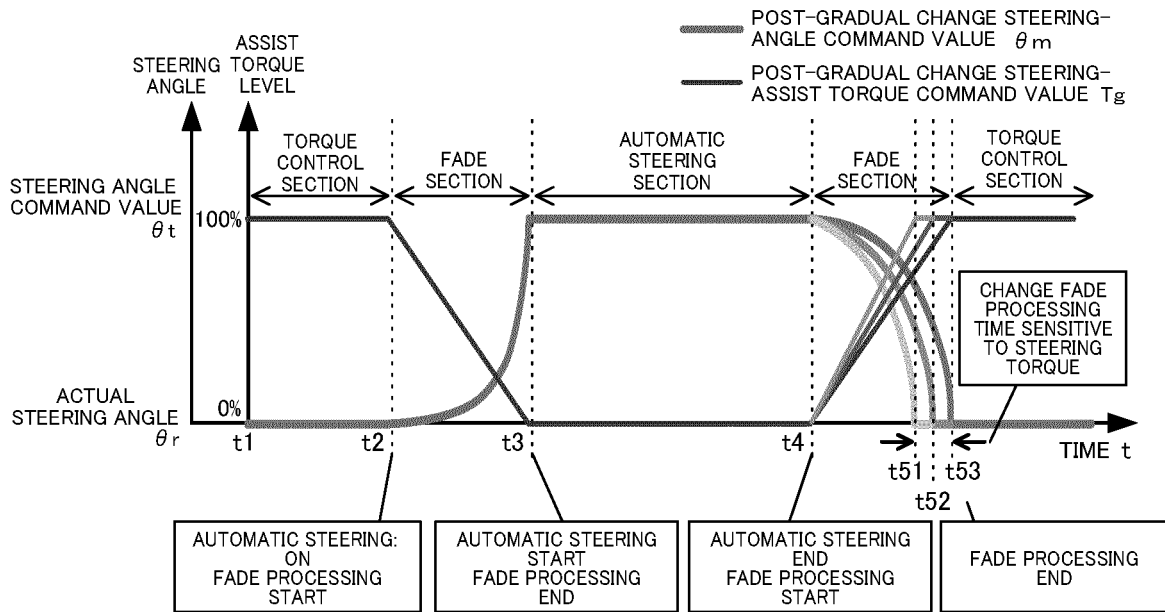 POST-GRADUAL CHANGE STEERING-
ANGLE COMMAND VALUE θm
POST-GRADUAL CHANGE STEERING-
ASSIST TORQUE COMMAND VALUE Tg
STEERING
ANGLE
ASSIST
TORQUE
LEVEL
TORQUE
CONTROL
SECTION
FADE
SECTION
AUTOMATIC
STEERING
SECTION
FADE
SECTION
TORQUE
CONTROL
SECTION
STEERING ANGLE
COMMAND VALUE
θt
100%
CHANGE FADE
PROCESSING
TIME SENSITIVE
TO STEERING
TORQUE
ACTUAL
STEERING ANGLE
θr
0%
t1
t2
t3
t4
t51
t52
t53
TIME t
AUTOMATIC STEERING:
ON
FADE PROCESSING
START
AUTOMATIC STEERING
START
FADE PROCESSING
END
AUTOMATIC STEERING
END
FADE PROCESSING
START
FADE PROCESSING
END